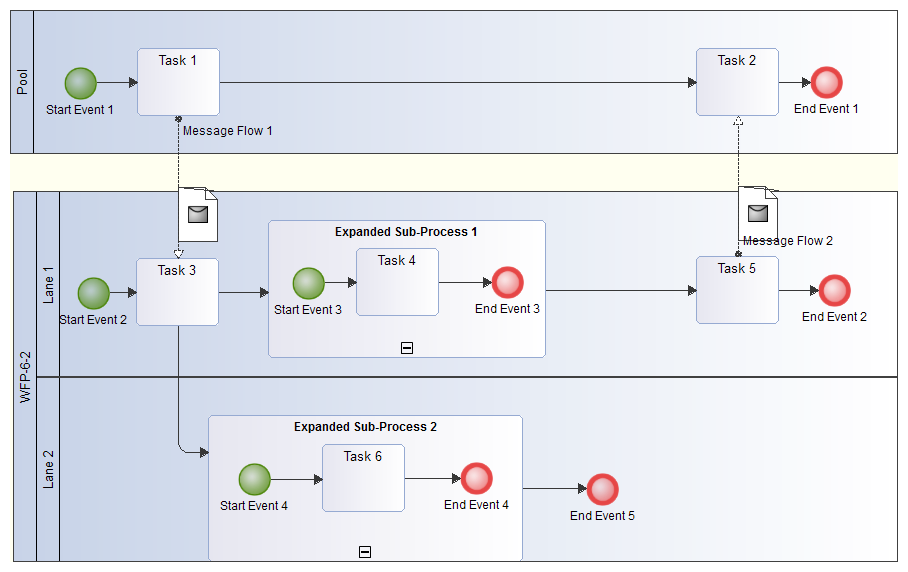 Pool
Task 1
Task 2
Start Event 1
End Event 1
Message Flow 1
WFP-6-2
Lane 1
Expanded Sub-Process 1
Message Flow 2
Task 3
Task 4
Task 5
Start Event 2
Start Event 3
End Event 3
End Event 2
Lane 2
Expanded Sub-Process 2
Task 6
Start Event 4
End Event 4
End Event 5